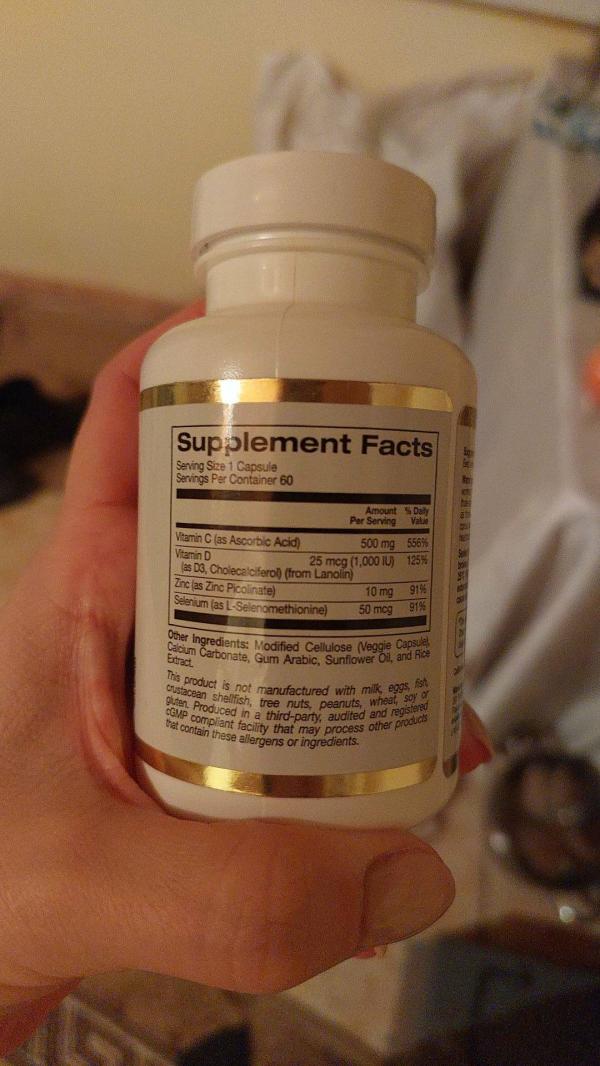 Supplement Facts
Serving Size 1 Capsule
Servings Per Container 60
Amount % Daily
Per Serving Value
Vitamin C (as Ascorbic Acid) 500 mg 556%
Vitamin D 25 mcg (1,000 IU) 125%
(as D3, Cholecalciferol) (from Lanolin)
Zinc (as Zinc Picolinate) 10 mg 91%
Selenium (as L-Selenomethionine) 50 mcg 91%
Other Ingredients: Modified Cellulose (Veggie Capsule),
Calcium Carbonate, Gum Arabic, Sunflower Oil, and Rice
Extract.
This product is not manufactured with milk, eggs, fish,
crustacean shellfish, tree nuts, peanuts, wheat, soy or
gluten. Produced in a third-party, audited and registered
cGMP compliant facility that may process other products
that contain these allergens or ingredients.